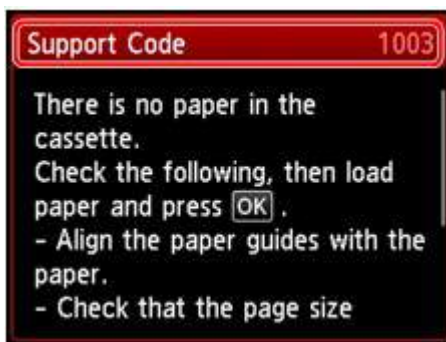 Support Code 1003
There is no paper in the
cassette.
Check the following, then load
paper and press OK .
- Align the paper guides with the
paper.
- Check that the page size